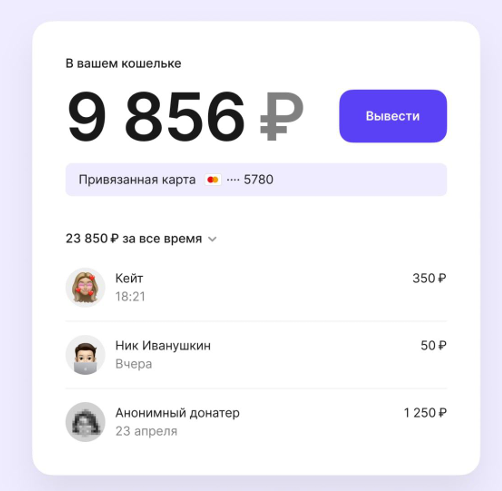 В вашем кошельке
9 856 ₽
Вывести
Привязанная карта ···· 5780
23 850 ₽ за все время
Кейт
350 ₽
18:21
Ник Иванушкин
50 ₽
Вчера
Анонимный донатер
1 250 ₽
23 апреля